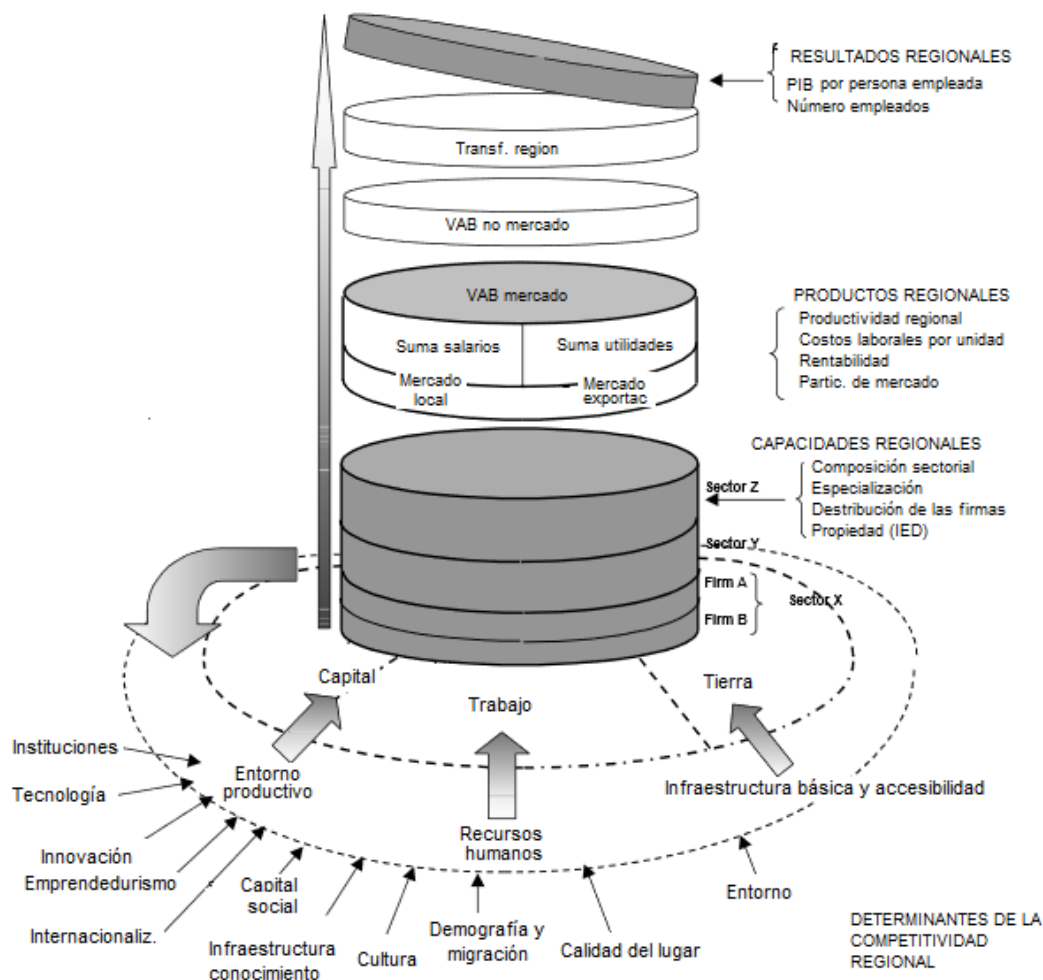 RESULTADOS REGIONALES
PIB por persona empleada
Número empleados
Transf. region
VAB no mercado
VAB mercado
Suma salarios
Suma utilidades
Mercado
local
Mercado
exportac
PRODUCTOS REGIONALES
Productividad regional
Costos laborales por unidad
Rentabilidad
Partic. de mercado
CAPACIDADES REGIONALES
Composición sectorial
Especialización
Destribución de las firmas
Propiedad (IED)
Sector Z
Sector Y
Firm A
Firm B
Sector X
Capital
Trabajo
Tierra
Instituciones
Tecnología
Entorno
productivo
Infraestructura básica y accesibilidad
Recursos
humanos
Innovación
Emprendedurismo
Internacionaliz.
Capital
social
Infraestructura
conocimiento
Cultura
Demografía y
migración
Calidad del lugar
Entorno
DETERMINANTES DE LA
COMPETITIVIDAD
REGIONAL